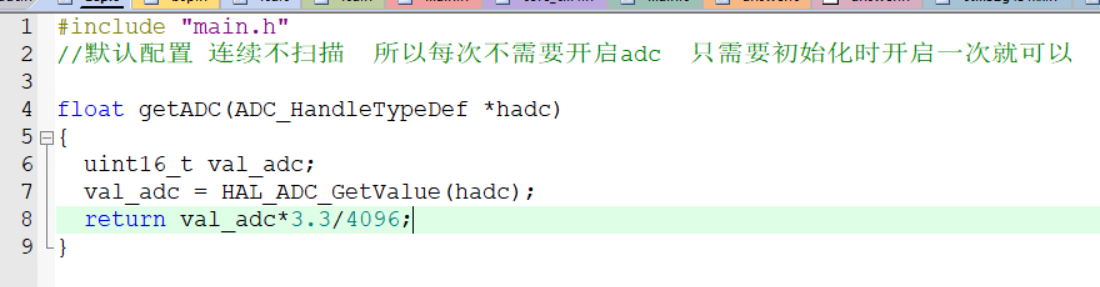 1 #include "main.h"
2 //默认配置 连续不扫描  所以每次不需要开启adc  只需要初始化时开启一次就可以
3
4 float getADC(ADC_HandleTypeDef *hadc)
5 {
6   uint16_t val_adc;
7   val_adc = HAL_ADC_GetValue(hadc);
8   return val_adc*3.3/4096;
9 }